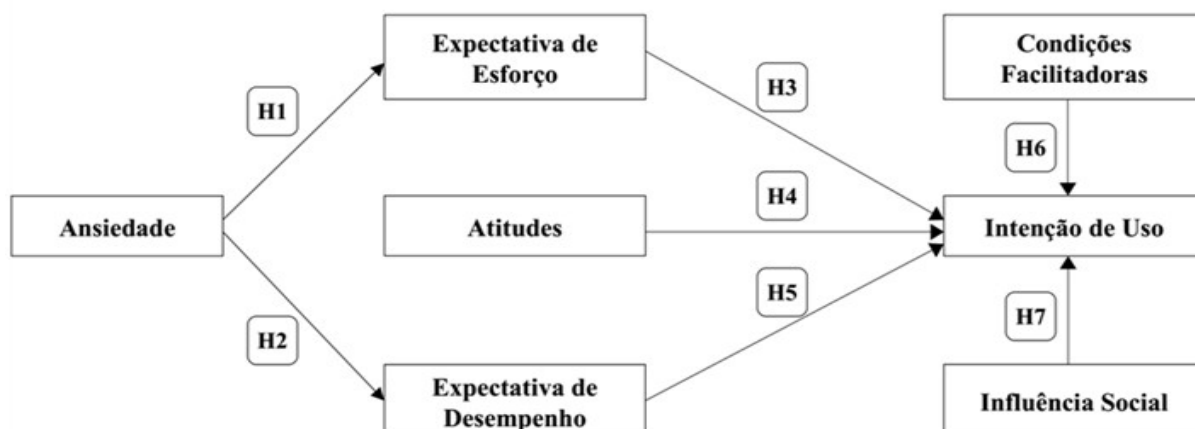 Expectativa de
Esforço
Condições
Facilitadoras
H1
H3
H6
Ansiedade
Atitudes
H4
Intenção de Uso
H2
H5
H7
Expectativa de
Desempenho
Influência Social